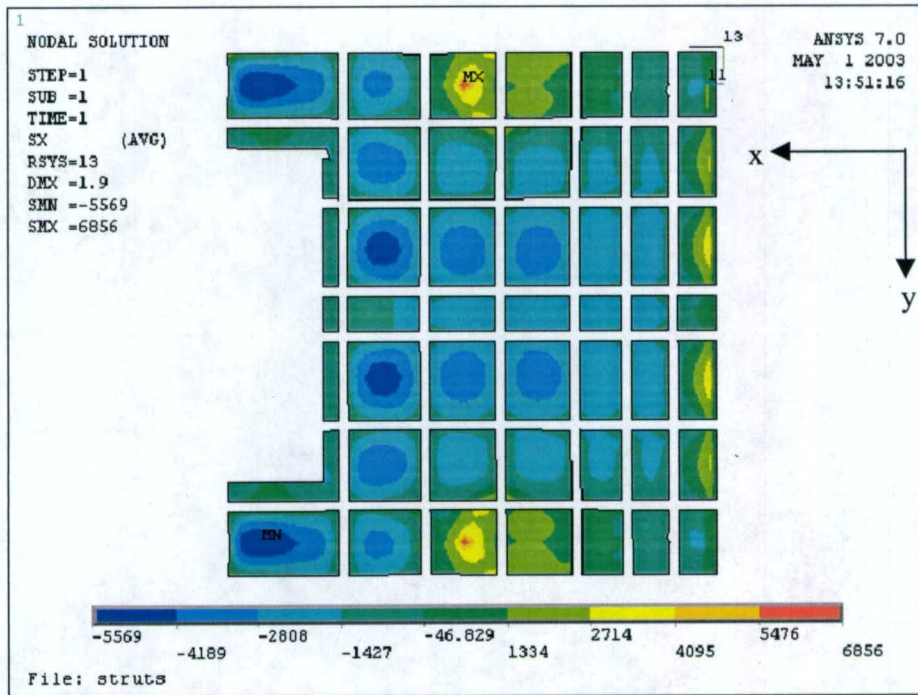 1
NODAL SOLUTION
STEP=1
SUB =1
TIME=1
SX (AVG)
RSYS=13
DMX =1.9
SMN =-5569
SMX =6856
13
11
ANSYS 7.0
MAY 1 2003
13:51:16
x
y
MX
MN
-5569 -2808 -46.829 2714 5476
-4189 -1427 1334 4095 6856
File: struts